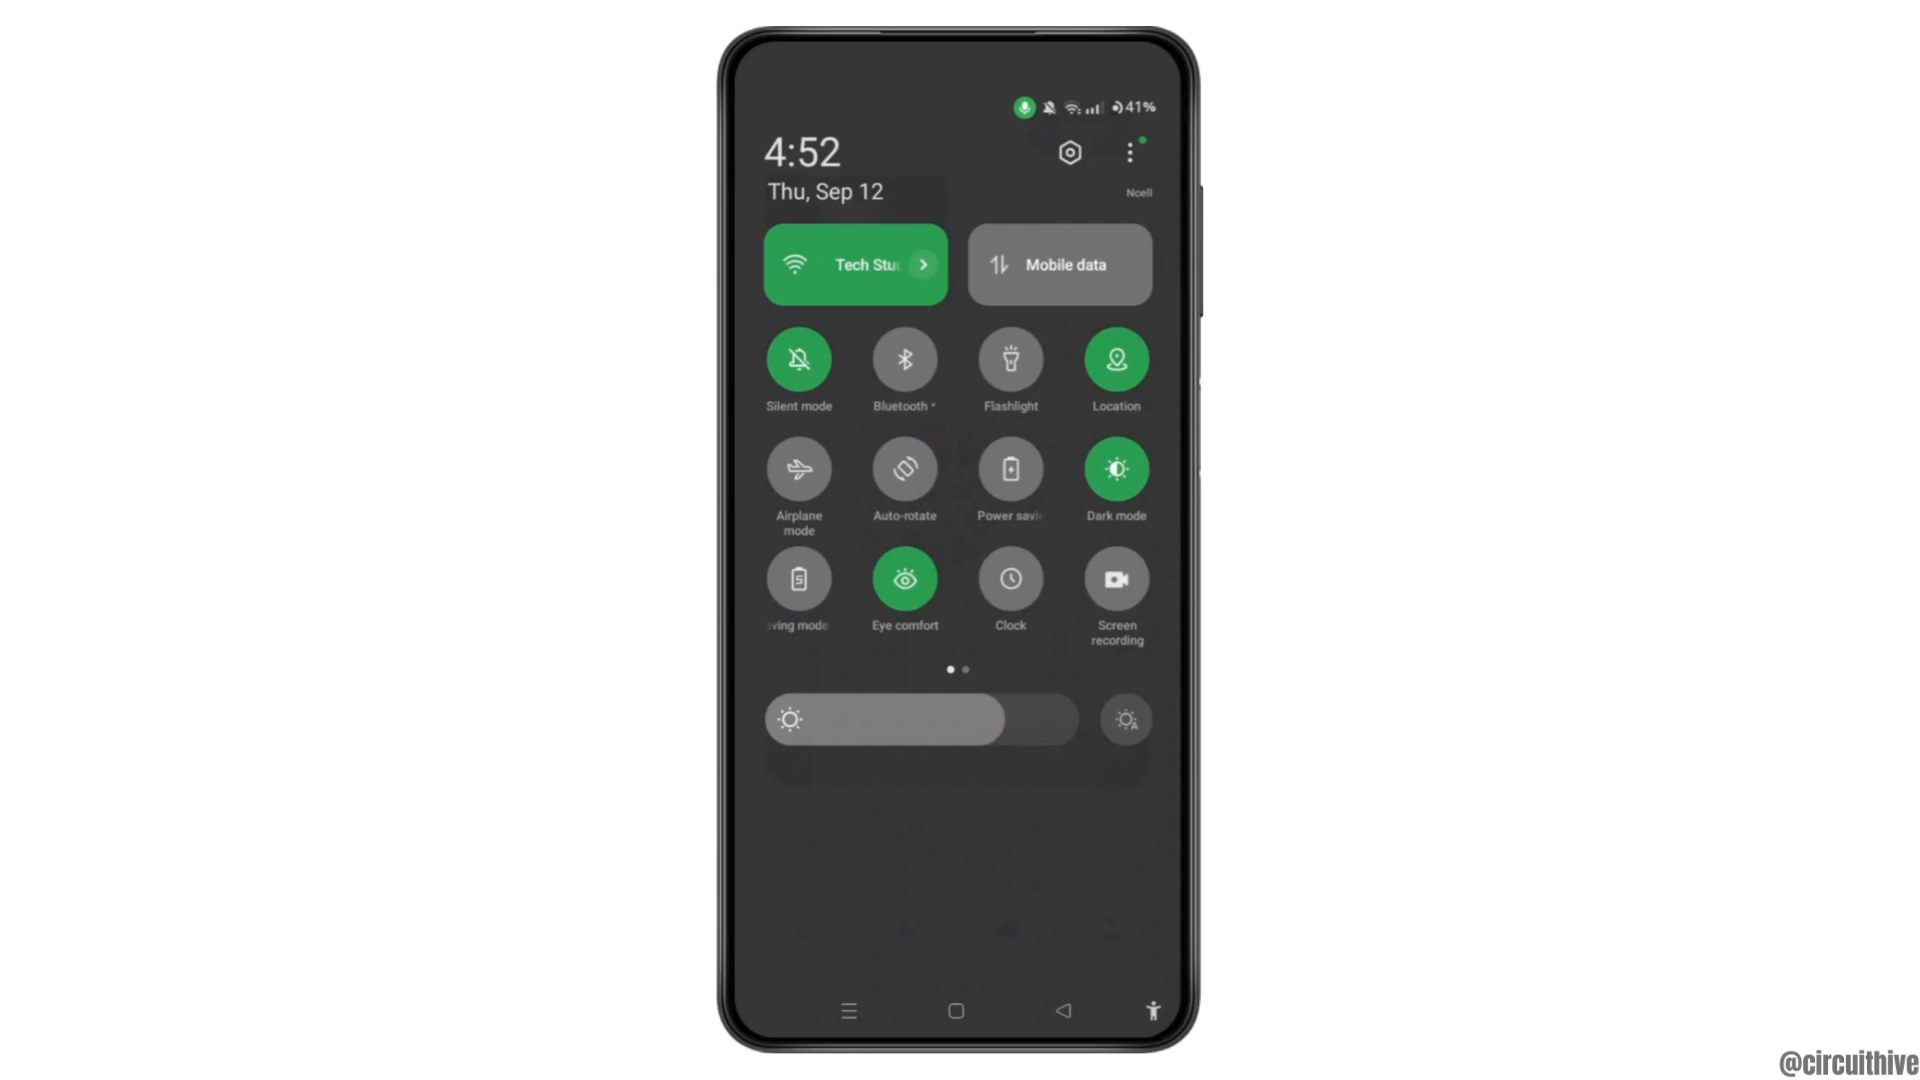 41%
4:52
Thu, Sep 12
Ncell
Tech Stu
Mobile data
Silent mode
Bluetooth
Flashlight
Location
Airplane mode
Auto-rotate
Power savi
Dark mode
ving mode
Eye comfort
Clock
Screen recording
@circuithive